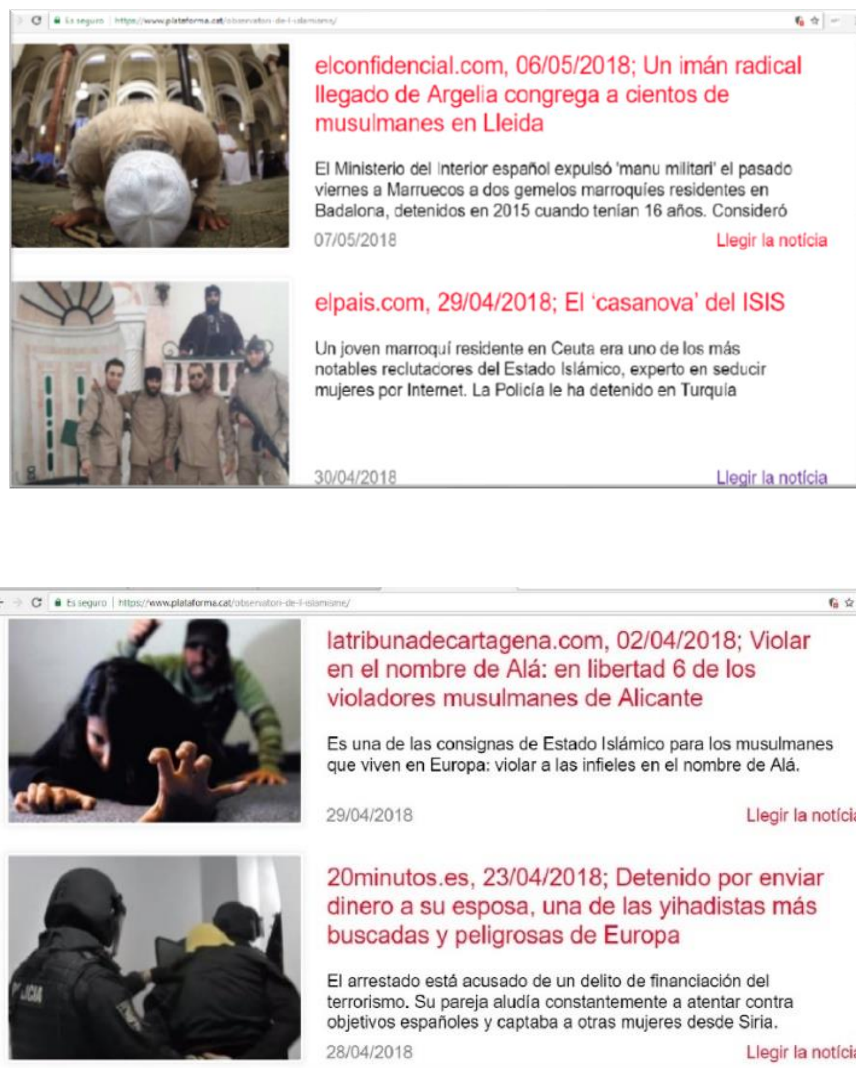 Es seguro | https://www.plataforma.cat/observatori-de-l-islamisme/
elconfidencial.com, 06/05/2018; Un imán radical
llegado de Argelia congrega a cientos de
musulmanes en Lleida
El Ministerio del Interior español expulsó 'manu militari' el pasado
viernes a Marruecos a dos gemelos marroquíes residentes en
Badalona, detenidos en 2015 cuando tenían 16 años. Consideró
07/05/2018 Llegir la notícia
elpais.com, 29/04/2018; El ‘casanova’ del ISIS
Un joven marroquí residente en Ceuta era uno de los más
notables reclutadores del Estado Islámico, experto en seducir
mujeres por Internet. La Policía le ha detenido en Turquía
30/04/2018 Llegir la notícia
Es seguro | https://www.plataforma.cat/observatori-de-l-islamisme/
latribunadecartagena.com, 02/04/2018; Violar
en el nombre de Alá: en libertad 6 de los
violadores musulmanes de Alicante
Es una de las consignas de Estado Islámico para los musulmanes
que viven en Europa: violar a las infieles en el nombre de Alá.
29/04/2018 Llegir la notícia
20minutos.es, 23/04/2018; Detenido por enviar
dinero a su esposa, una de las yihadistas más
buscadas y peligrosas de Europa
El arrestado está acusado de un delito de financiación del
terrorismo. Su pareja aludía constantemente a atentar contra
objetivos españoles y captaba a otras mujeres desde Siria.
28/04/2018 Llegir la notícia